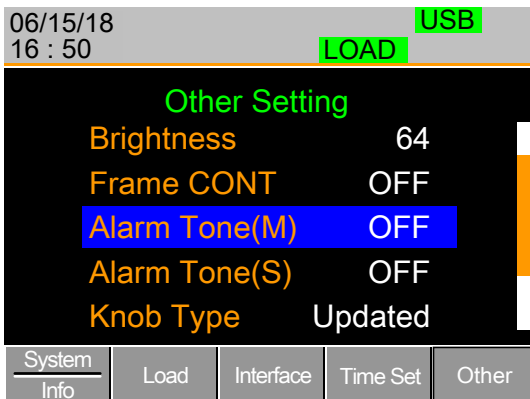 06/15/18 USB
16 : 50 LOAD
Other Setting
Brightness 64
Frame CONT OFF
Alarm Tone(M) OFF
Alarm Tone(S) OFF
Knob Type Updated
System Info Load Interface Time Set Other